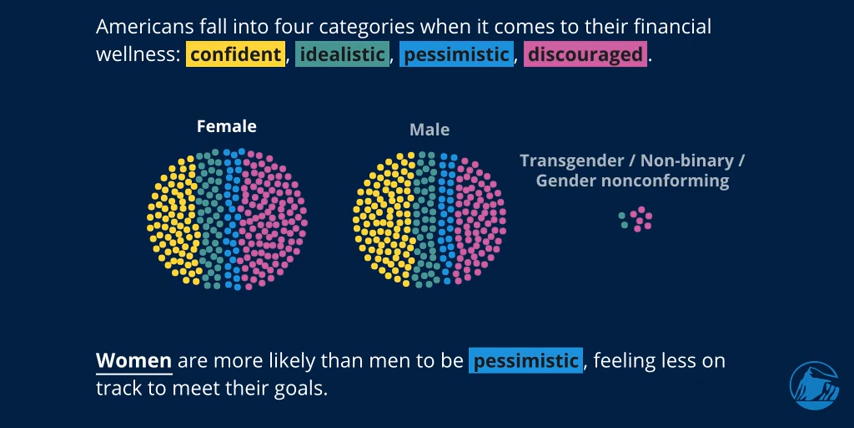 Americans fall into four categories when it comes to their financial
wellness: confident, idealistic, pessimistic, discouraged.
Female
Male
Transgender / Non-binary /
Gender nonconforming
Women are more likely than men to be pessimistic, feeling less on
track to meet their goals.